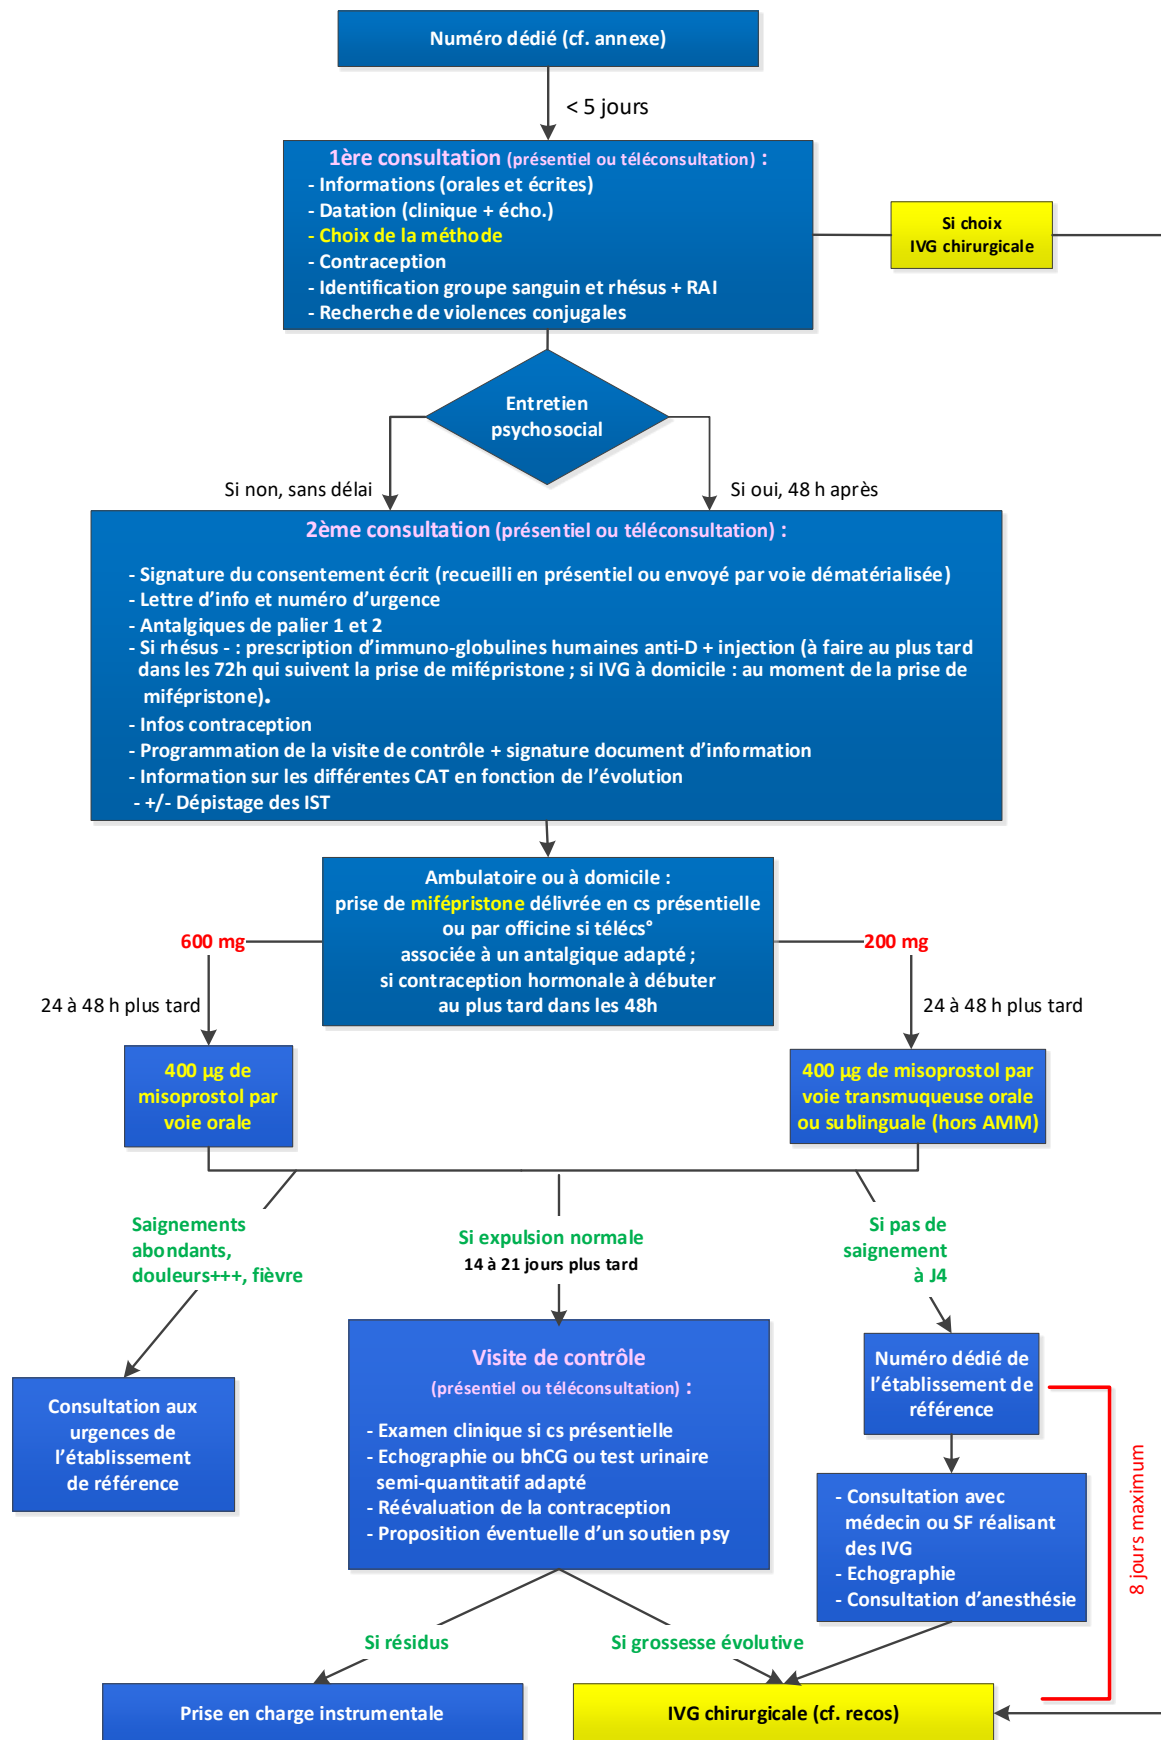 Numéro dédié (cf. annexe)
< 5 jours
1ère consultation (présentiel ou téléconsultation) :
- Informations (orales et écrites)
- Datation (clinique + écho.)
- Choix de la méthode
- Contraception
- Identification groupe sanguin et rhésus + RAI
- Recherche de violences conjugales
Si choix
IVG chirurgicale
Entretien
psychosocial
Si non, sans délai
Si oui, 48 h après
2ème consultation (présentiel ou téléconsultation) :
- Signature du consentement écrit (recueilli en présentiel ou envoyé par voie dématérialisée)
- Lettre d’info et numéro d’urgence
- Antalgiques de palier 1 et 2
- Si rhésus - : prescription d’immuno-globulines humaines anti-D + injection (à faire au plus tard
dans les 72h qui suivent la prise de mifépristone ; si IVG à domicile : au moment de la prise de
mifépristone).
- Infos contraception
- Programmation de la visite de contrôle + signature document d’information
- Information sur les différentes CAT en fonction de l’évolution
- +/- Dépistage des IST
Ambulatoire ou à domicile :
prise de mifépristone délivrée en cs présentielle
ou par officine si télécs°
associée à un antalgique adapté ;
si contraception hormonale à débuter
au plus tard dans les 48h
600 mg
200 mg
24 à 48 h plus tard
24 à 48 h plus tard
400 µg de
misoprostol par
voie orale
400 µg de misoprostol par
voie transmuqueuse orale
ou sublinguale (hors AMM)
Saignements
abondants,
douleurs+++, fièvre
Si expulsion normale
14 à 21 jours plus tard
Si pas de
saignement
à J4
Consultation aux
urgences de
l’établissement
de référence
Visite de contrôle
(présentiel ou téléconsultation) :
- Examen clinique si cs présentielle
- Echographie ou bhCG ou test urinaire
semi-quantitatif adapté
- Réévaluation de la contraception
- Proposition éventuelle d’un soutien psy
Numéro dédié de
l’établissement de
référence
- Consultation avec
médecin ou SF réalisant
des IVG
- Echographie
- Consultation d’anesthésie
8 jours maximum
Si résidus
Si grossesse évolutive
Prise en charge instrumentale
IVG chirurgicale (cf. recos)